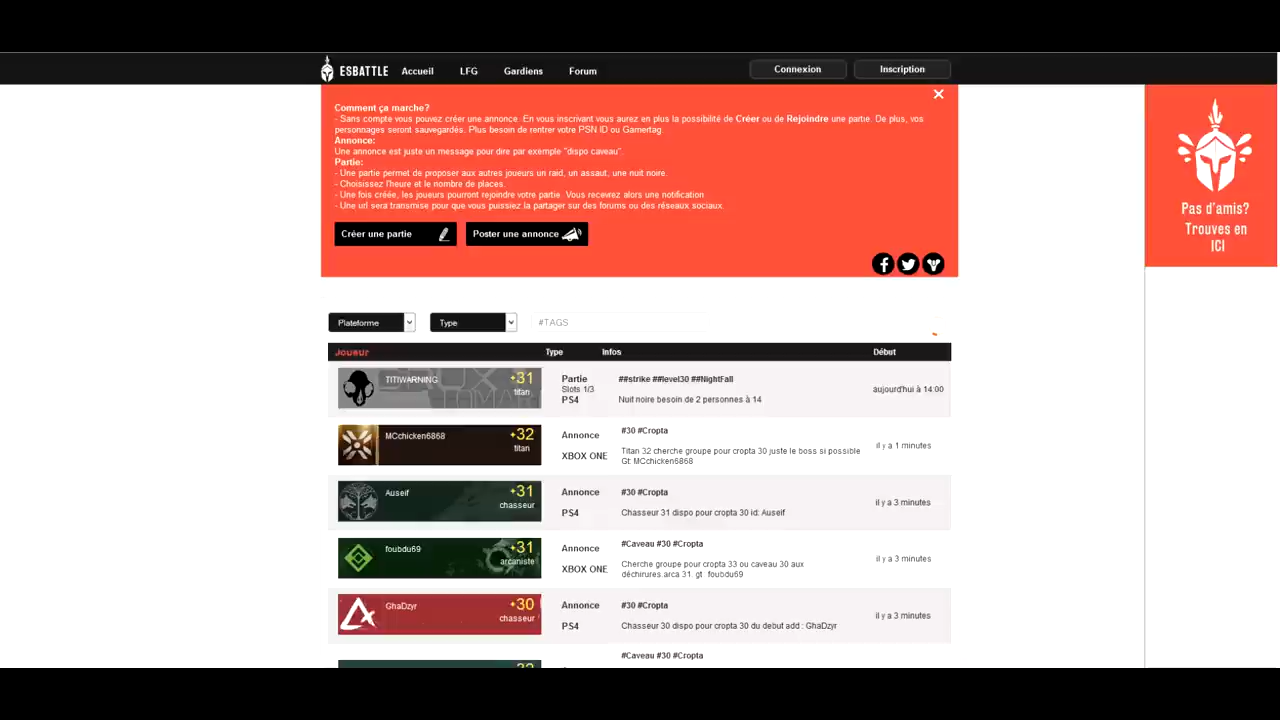 ESBATTLE Accueil LFG Gardiens Forum Connexion Inscription
Comment ça marche?
- Sans compte vous pouvez créer une annonce. En vous inscrivant vous aurez en plus la possibilité de Créer ou de Rejoindre une partie. De plus, vos
personnages seront sauvegardés. Plus besoin de rentrer votre PSN ID ou Gamertag.
Annonce:
Une annonce est juste un message pour dire par exemple "dispo caveau".
Partie:
- Une partie permet de proposer aux autres joueurs un raid, un assaut, une nuit noire.
- Choisissez l'heure et le nombre de places.
- Une fois créée, les joueurs pourront rejoindre votre partie. Vous recevrez alors une notification
- Une url sera transmise pour que vous puissiez la partager sur des forums ou des réseaux sociaux.
Créer une partie Poster une annonce
Pas d'amis?
Trouves en
ICI
Plateforme Type #TAGS
Joueur Type Infos Début
TITIWARNING +31 titan
Partie
Slots 1/3
PS4
##strike ##level30 ##NightFall
Nuit noire besoin de 2 personnes à 14
aujourd'hui à 14:00
MCchicken6868 +32 titan
Annonce
XBOX ONE
#30 #Cropta
Titan 32 cherche groupe pour cropta 30 juste le boss si possible
Gt: MCchicken6868
il y a 1 minutes
Auseif +31 chasseur
Annonce
PS4
#30 #Cropta
Chasseur 31 dispo pour cropta 30 id: Auseif
il y a 3 minutes
foubdu69 +31 arcaniste
Annonce
XBOX ONE
#Caveau #30 #Cropta
Cherche groupe pour cropta 33 ou caveau 30 aux
déchirures.arca 31. gt foubdu69
il y a 3 minutes
GhaDzyr +30 chasseur
Annonce
PS4
#30 #Cropta
Chasseur 30 dispo pour cropta 30 du debut add : GhaDzyr
il y a 3 minutes
#Caveau #30 #Cropta